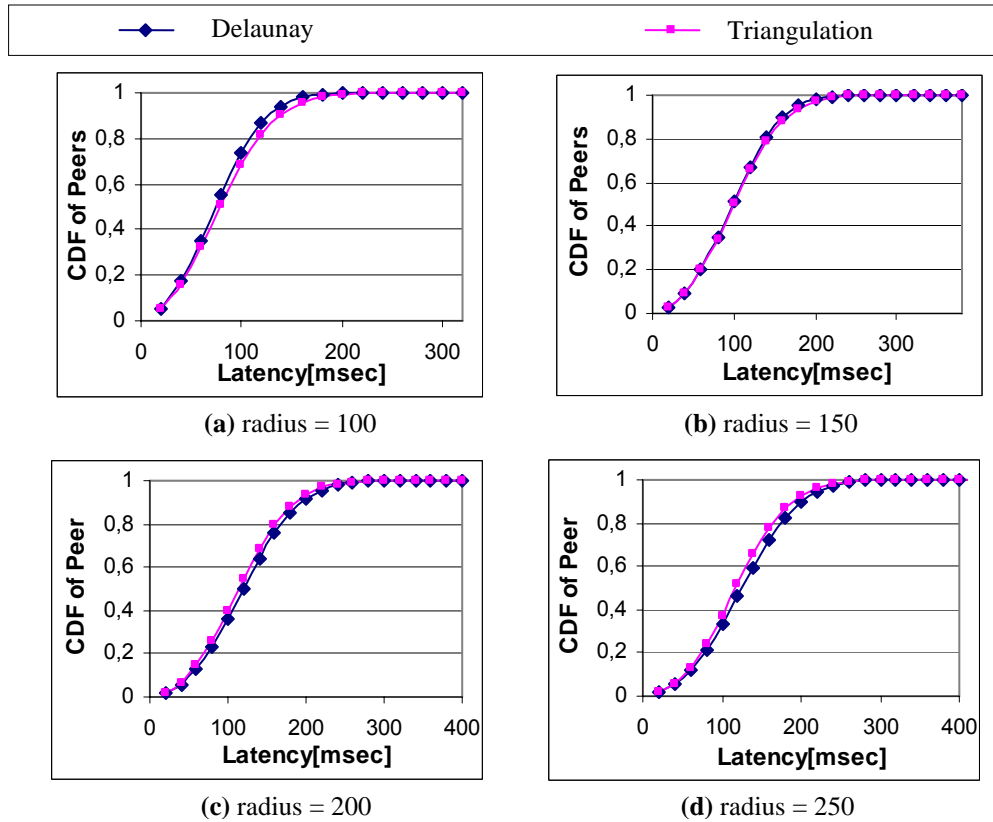 Delaunay Triangulation
CDF of Peers
1
0,8
0,6
0,4
0,2
0
0 100 200 300
Latency[msec]
(a) radius = 100
CDF of Peers
1
0,8
0,6
0,4
0,2
0
0 100 200 300
Latency[msec]
(b) radius = 150
CDF of Peer
1
0,8
0,6
0,4
0,2
0
0 100 200 300 400
Latency[msec]
(c) radius = 200
CDF of Peer
1
0,8
0,6
0,4
0,2
0
0 100 200 300 400
Latency[msec]
(d) radius = 250